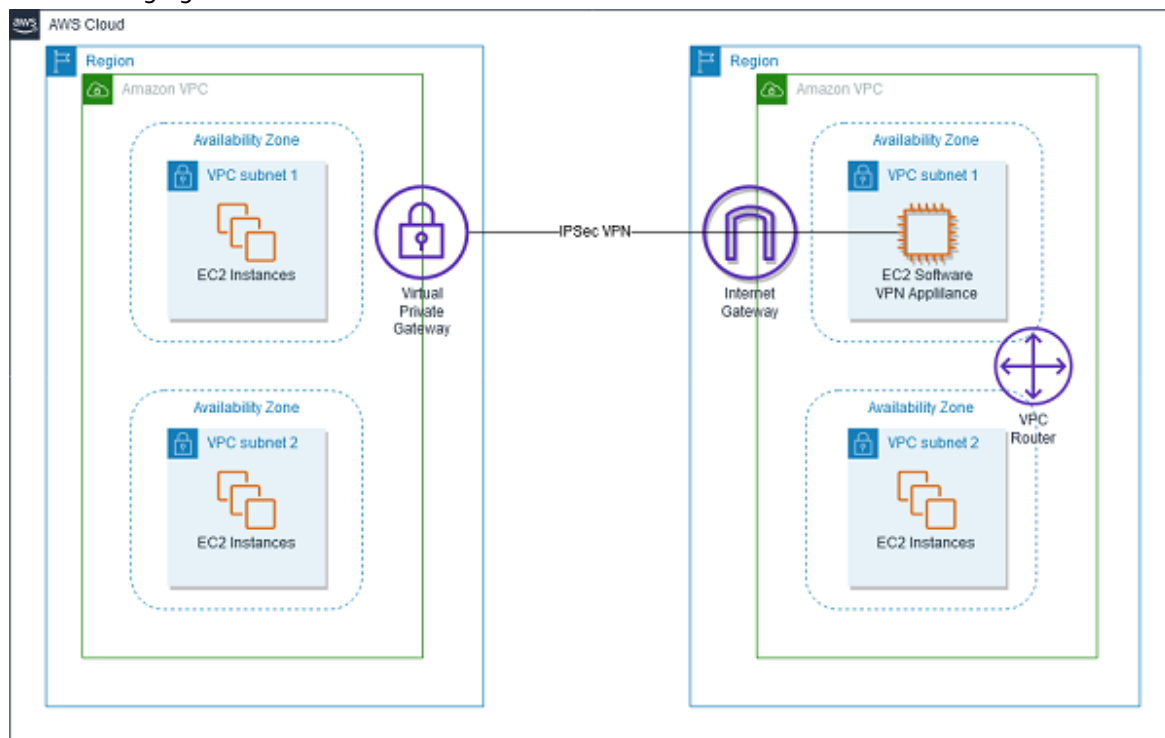 aws AWS Cloud
Region
Amazon VPC
Availability Zone
VPC subnet 1
EC2 Instances
Virtual
Private
Gateway
Availability Zone
VPC subnet 2
EC2 Instances
IPSec VPN
Region
Amazon VPC
Internet
Gateway
Availability Zone
VPC subnet 1
EC2 Software
VPN Applilance
VPC
Router
Availability Zone
VPC subnet 2
EC2 Instances